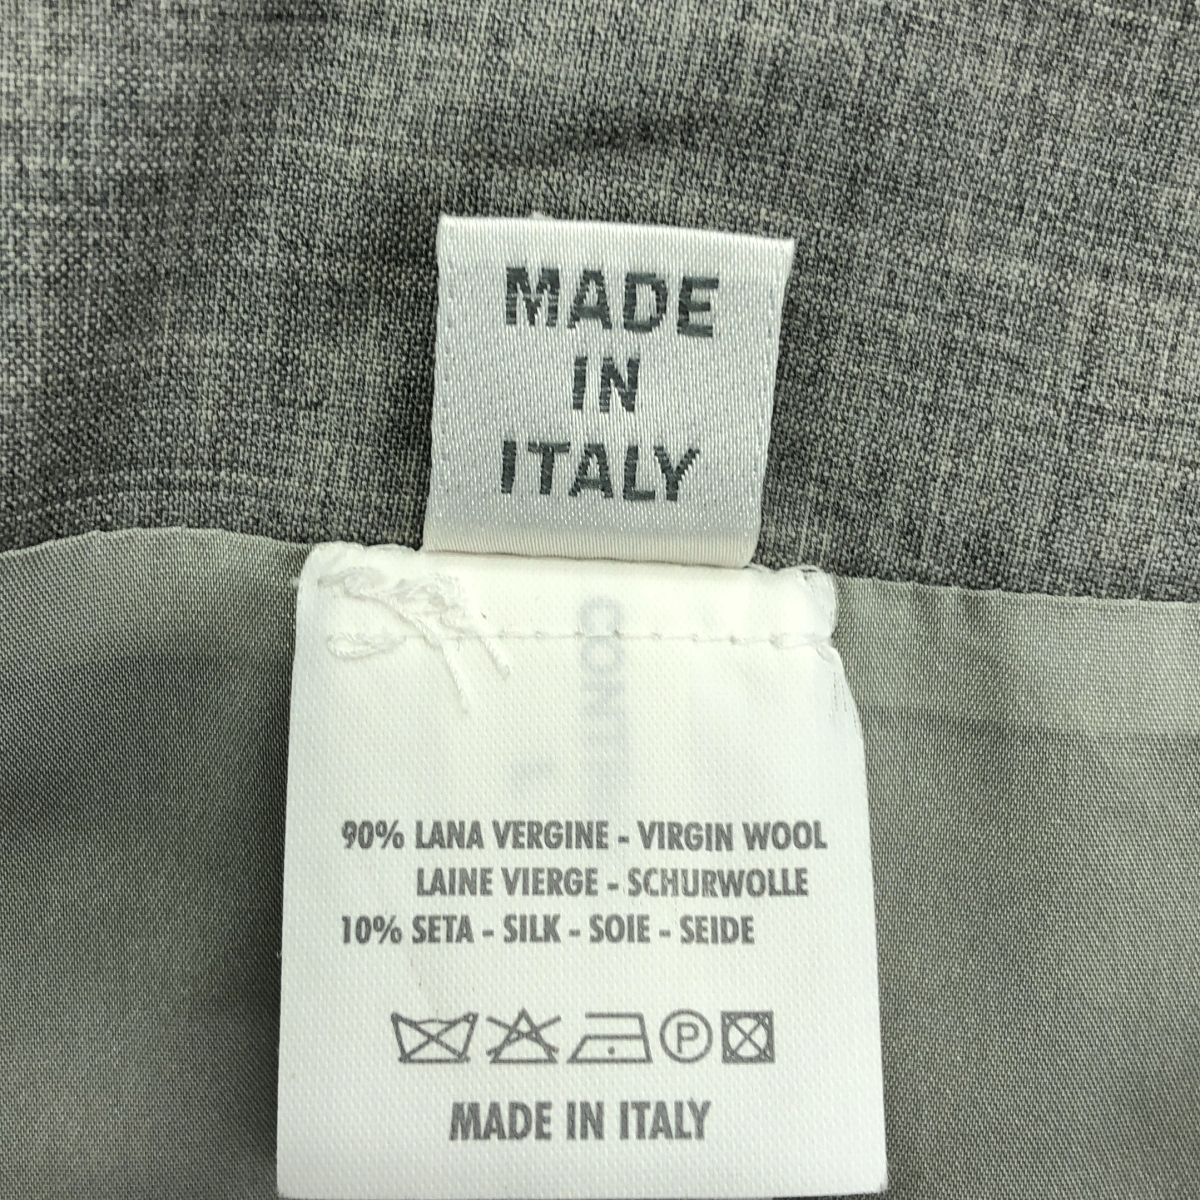 MADE
IN
ITALY
90% LANA VERGINE - VIRGIN WOOL
LAINE VIERGE - SCHURWOLLE
10% SETA - SILK - SOIE - SEIDE
P
MADE IN ITALY